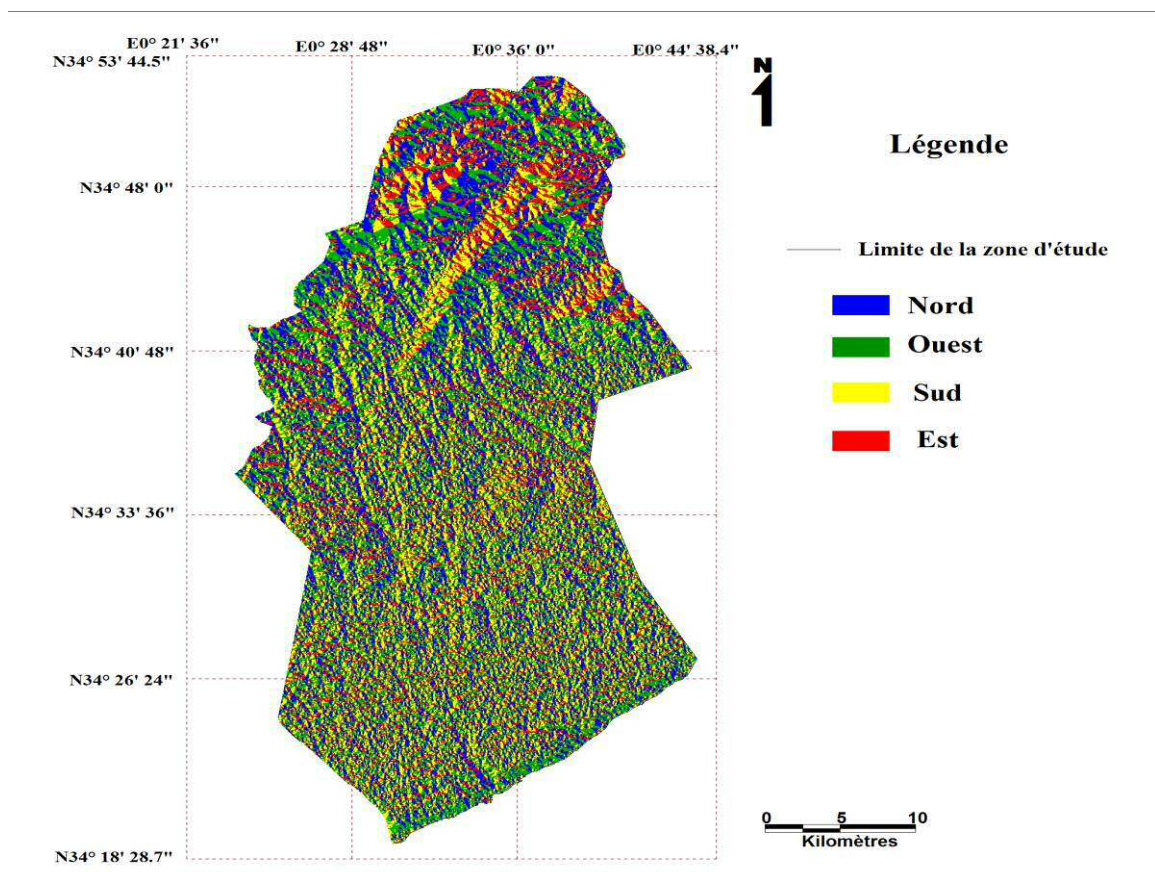 E0° 21' 36" E0° 28' 48" E0° 36' 0" E0° 44' 38.4"
N34° 53' 44.5"
N
Légende
N34° 48' 0"
Limite de la zone d'étude
Nord
Ouest
N34° 40' 48"
Sud
Est
N34° 33' 36"
N34° 26' 24"
0 5 10
Kilomètres
N34° 18' 28.7"